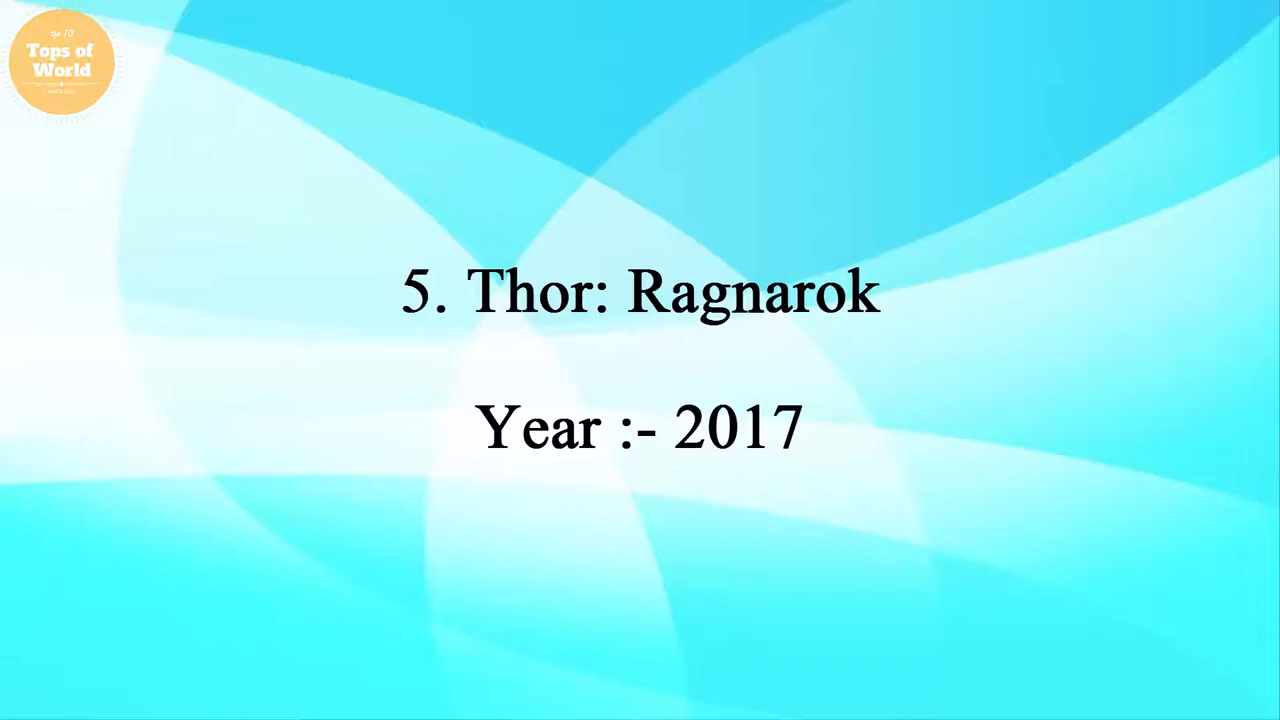 Tops of
World
5. Thor: Ragnarok
Year :- 2017